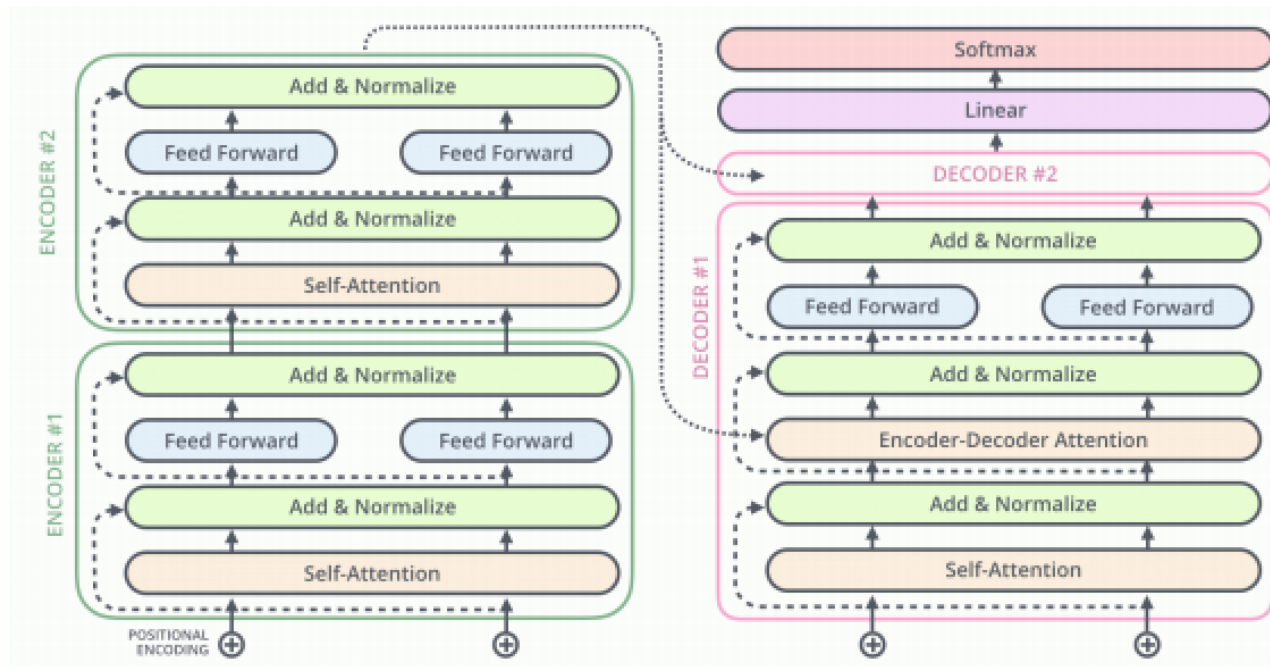 ENCODER #2
Add & Normalize
Feed Forward
Feed Forward
Add & Normalize
Self-Attention
ENCODER #1
Add & Normalize
Feed Forward
Feed Forward
Add & Normalize
Self-Attention
POSITIONAL
ENCODING
Softmax
Linear
DECODER #2
DECODER #1
Add & Normalize
Feed Forward
Feed Forward
Add & Normalize
Encoder-Decoder Attention
Add & Normalize
Self-Attention